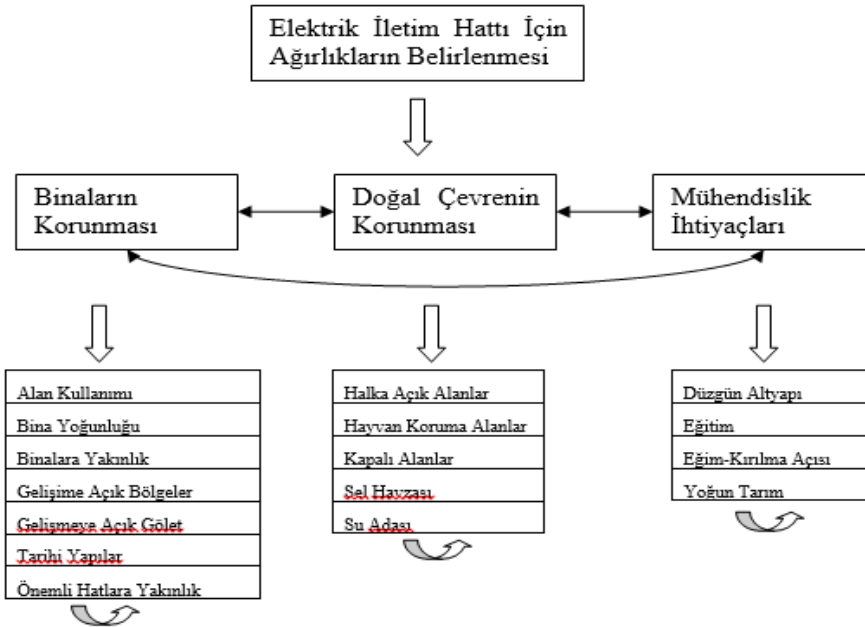 Elektrik İletim Hattı İçin
Ağırlıkların Belirlenmesi
Binaların
Korunması
Doğal Çevrenin
Korunması
Mühendislik
İhtiyaçları
Alan Kullanımı
Bina Yoğunluğu
Binalara Yakınlık
Gelişime Açık Bölgeler
Gelişmeye Açık Gölet
Tarihi Yapılar
Önemli Hatlara Yakınlık
Halka Açık Alanlar
Hayvan Koruma Alanlar
Kapalı Alanlar
Sel Havzası
Su Adası
Düzgün Altyapı
Eğitim
Eğim-Kırılma Açısı
Yoğun Tarım